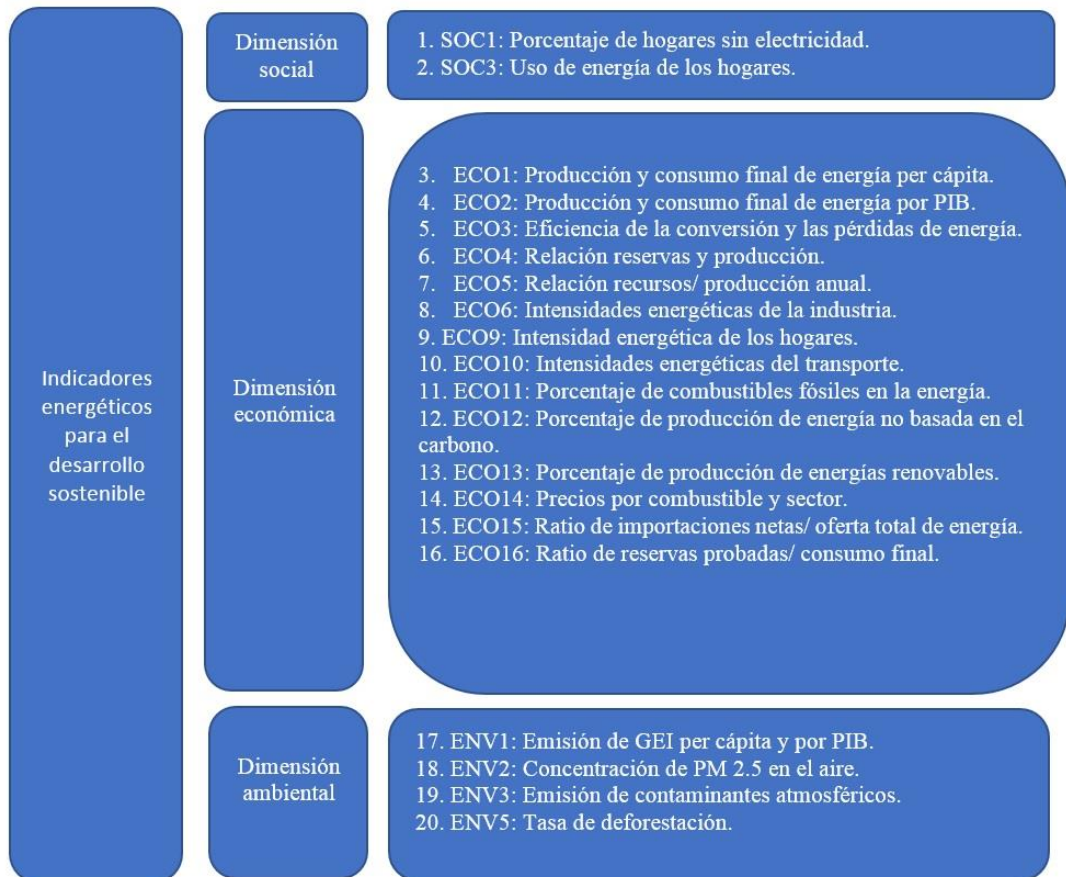 Indicadores
energéticos
para el
desarrollo
sostenible
Dimensión
social
1. SOC1: Porcentaje de hogares sin electricidad.
2. SOC3: Uso de energía de los hogares.
Dimensión
económica
3. ECO1: Producción y consumo final de energía per cápita.
4. ECO2: Producción y consumo final de energía por PIB.
5. ECO3: Eficiencia de la conversión y las pérdidas de energía.
6. ECO4: Relación reservas y producción.
7. ECO5: Relación recursos/ producción anual.
8. ECO6: Intensidades energéticas de la industria.
9. ECO9: Intensidad energética de los hogares.
10. ECO10: Intensidades energéticas del transporte.
11. ECO11: Porcentaje de combustibles fósiles en la energía.
12. ECO12: Porcentaje de producción de energía no basada en el
carbono.
13. ECO13: Porcentaje de producción de energías renovables.
14. ECO14: Precios por combustible y sector.
15. ECO15: Ratio de importaciones netas/ oferta total de energía.
16. ECO16: Ratio de reservas probadas/ consumo final.
Dimensión
ambiental
17. ENV1: Emisión de GEI per cápita y por PIB.
18. ENV2: Concentración de PM 2.5 en el aire.
19. ENV3: Emisión de contaminantes atmosféricos.
20. ENV5: Tasa de deforestación.